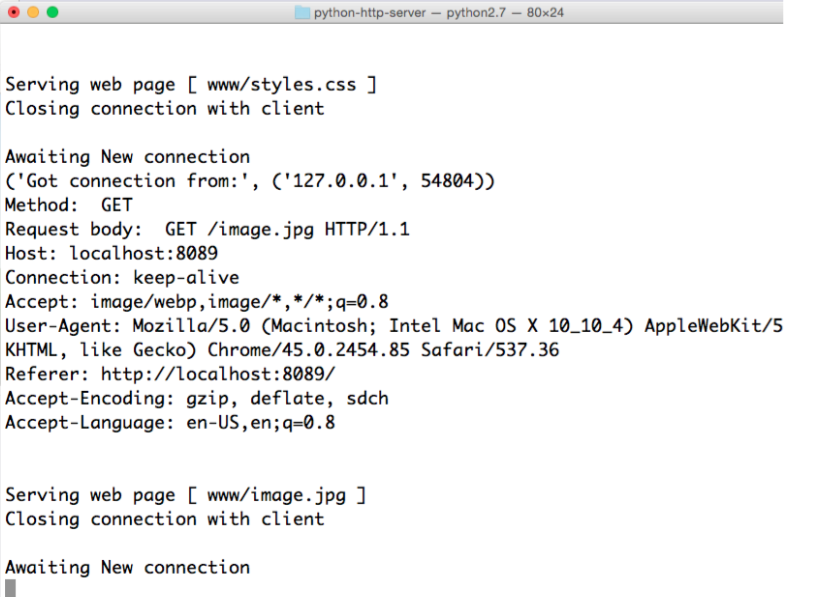 python-http-server — python2.7 — 80×24
Serving web page [ www/styles.css ]
Closing connection with client
Awaiting New connection
('Got connection from:', ('127.0.0.1', 54804))
Method:  GET
Request body:  GET /image.jpg HTTP/1.1
Host: localhost:8089
Connection: keep-alive
Accept: image/webp,image/*,*/*;q=0.8
User-Agent: Mozilla/5.0 (Macintosh; Intel Mac OS X 10_10_4) AppleWebKit/5
KHTML, like Gecko) Chrome/45.0.2454.85 Safari/537.36
Referer: http://localhost:8089/
Accept-Encoding: gzip, deflate, sdch
Accept-Language: en-US,en;q=0.8
Serving web page [ www/image.jpg ]
Closing connection with client
Awaiting New connection